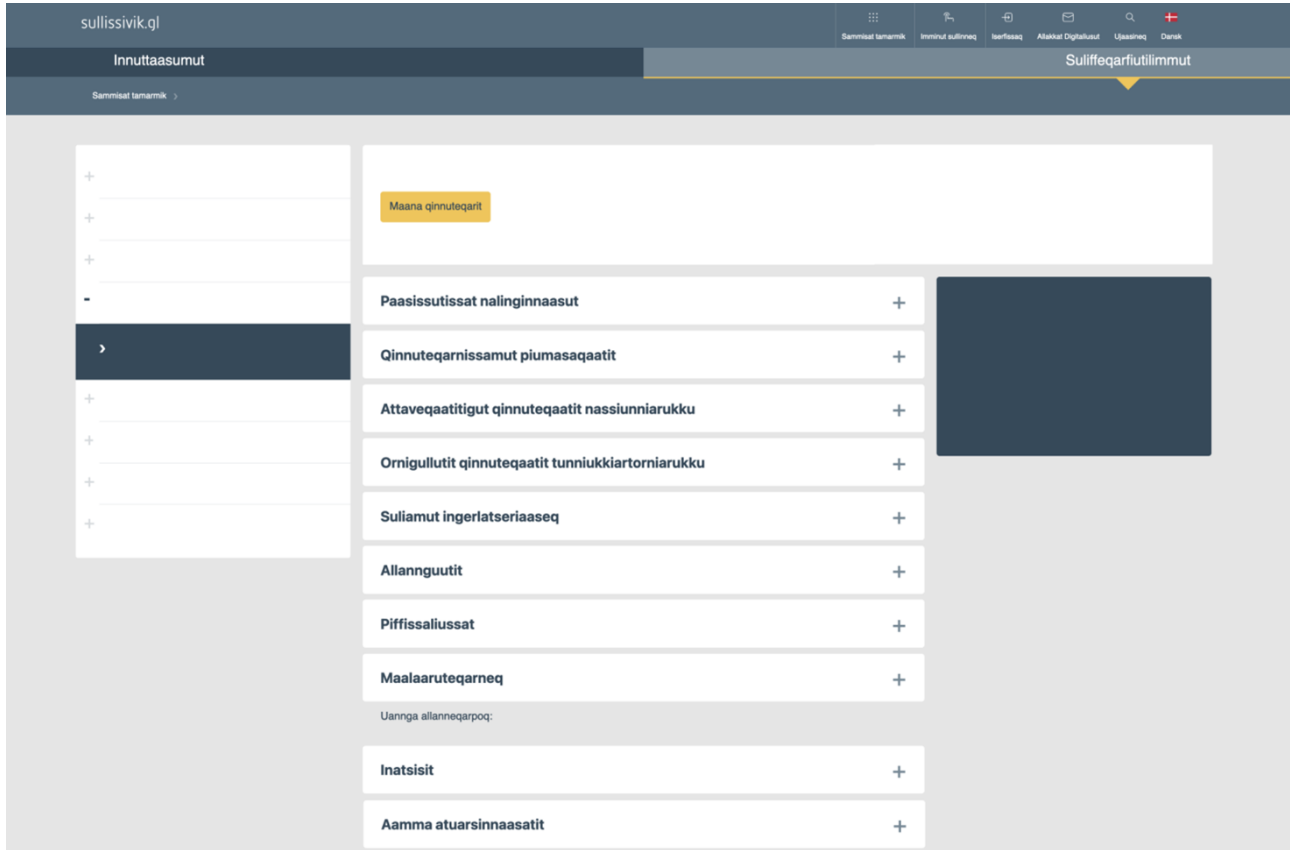 sullissivik.gl
Sammisat tamarmik
Imminut sullinneq
Iserfissaq
Allakkat Digitaliusut
Ujaasineq
Dansk
Innuttaasumut
Suliffeqarfiutilimmut
Sammisat tamarmik >
Maana qinnuteqarit
Paasissutissat nalinginnaasut
Qinnuteqarnissamut piumasaqaatit
Attaveqaatitigut qinnuteqaatit nassiunniarukku
Ornigullutit qinnuteqaatit tunniukkiartorniarukku
Suliamut ingerlatseriaaseq
Allannguutit
Piffissaliussat
Maalaaruteqarneq
Uannga allanneqarpoq:
Inatsisit
Aamma atuarsinnaasatit